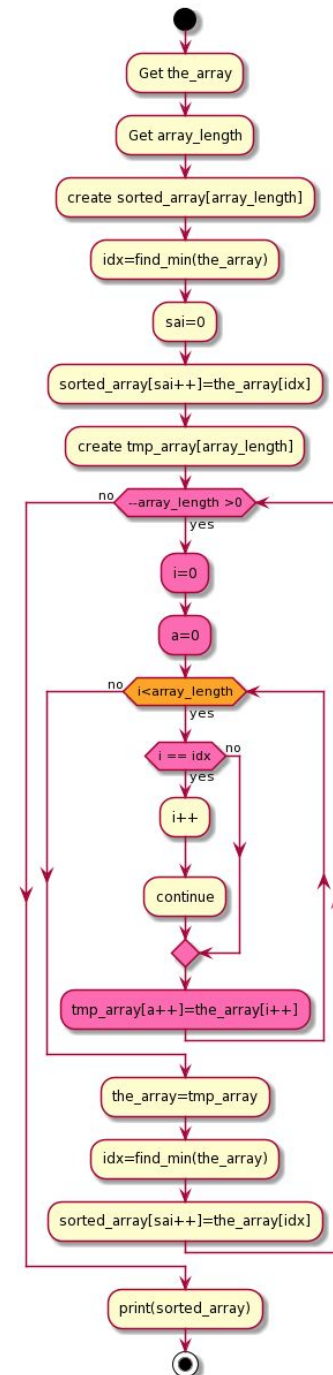 Get the_array
Get array_length
create sorted_array[array_length]
idx=find_min(the_array)
sai=0
sorted_array[sai++]=the_array[idx]
create tmp_array[array_length]
no
--array_length >0
yes
i=0
a=0
no
i<array_length
yes
i == idx
no
yes
i++
continue
tmp_array[a++]=the_array[i++]
the_array=tmp_array
idx=find_min(the_array)
sorted_array[sai++]=the_array[idx]
print(sorted_array)